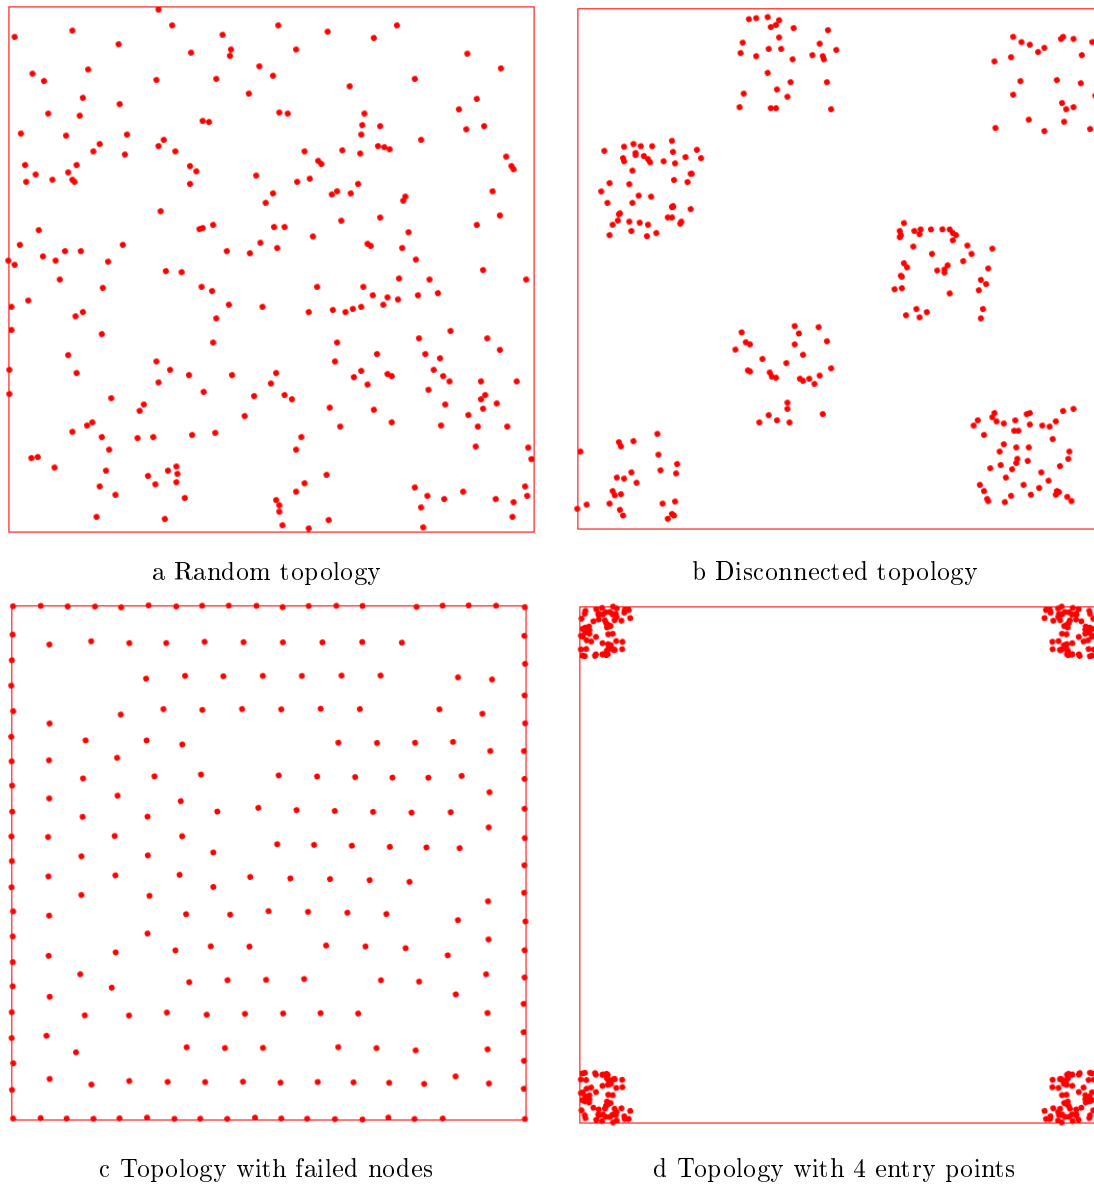 a Random topology
b Disconnected topology
c Topology with failed nodes
d Topology with 4 entry points